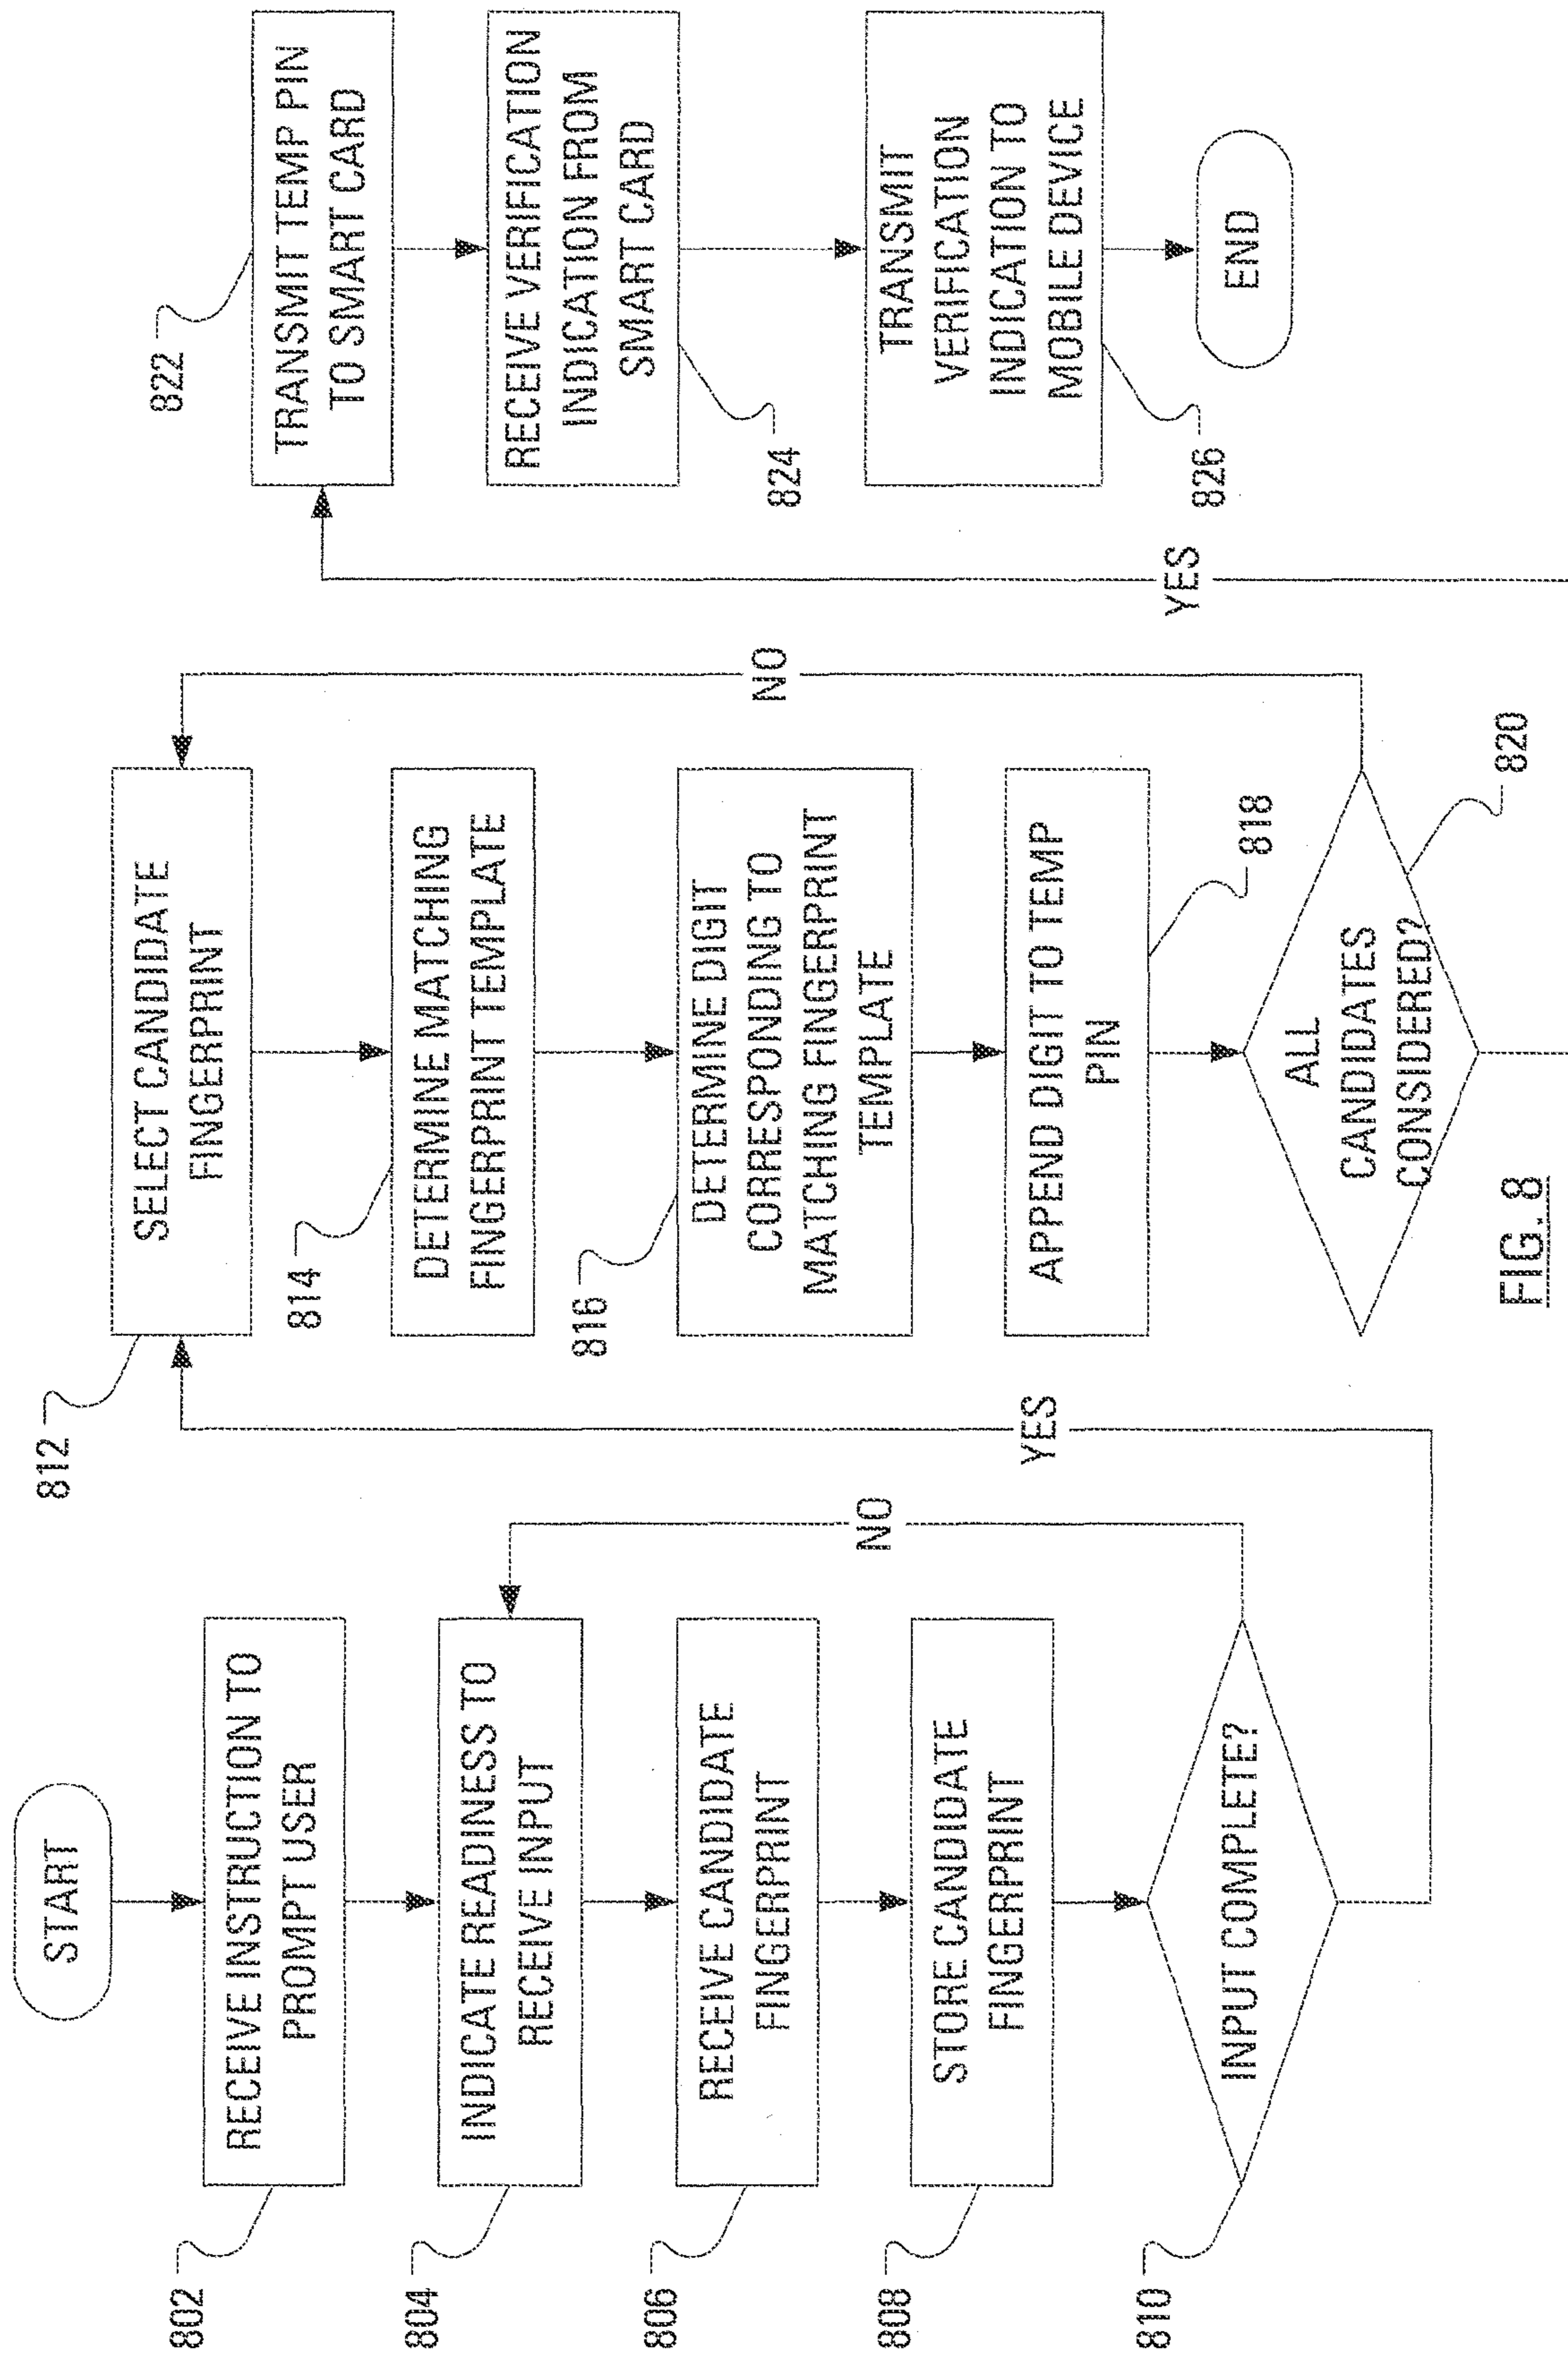 START
802
RECEIVE INSTRUCTION TO
PROMPT USER
804
INDICATE READINESS TO
RECEIVE INPUT
806
RECEIVE CANDIDATE
FINGERPRINT
808
STORE CANDIDATE
FINGERPRINT
810
INPUT COMPLETE?
NO
YES
812
SELECT CANDIDATE
FINGERPRINT
814
DETERMINE MATCHING
FINGERPRINT TEMPLATE
816
DETERMINE DIGIT
CORRESPONDING TO
MATCHING FINGERPRINT
TEMPLATE
APPEND DIGIT TO TEMP
PIN
818
ALL
CANDIDATES
CONSIDERED?
820
NO
YES
822
TRANSMIT TEMP PIN
TO SMART CARD
RECEIVE VERIFICATION
INDICATION FROM
SMART CARD
824
TRANSMIT
VERIFICATION
INDICATION TO
MOBILE DEVICE
826
END
FIG. 8